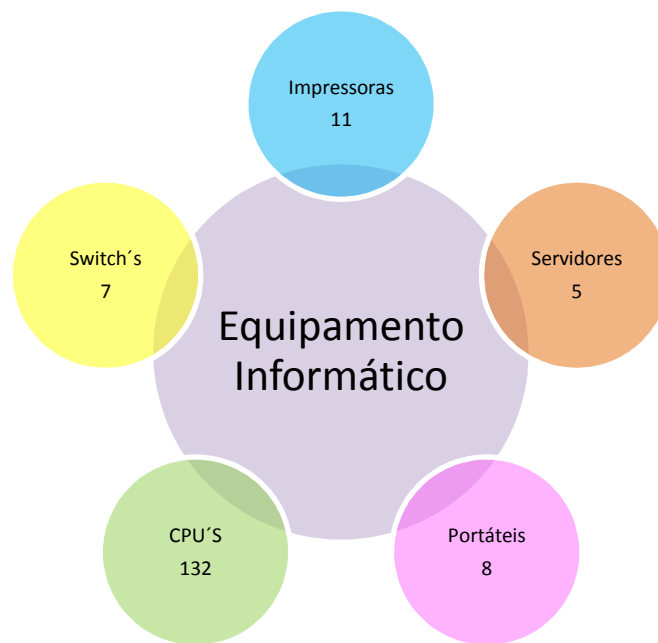 Impressoras
11
Switch´s
7
Servidores
5
Equipamento
Informático
CPU´S
132
Portáteis
8